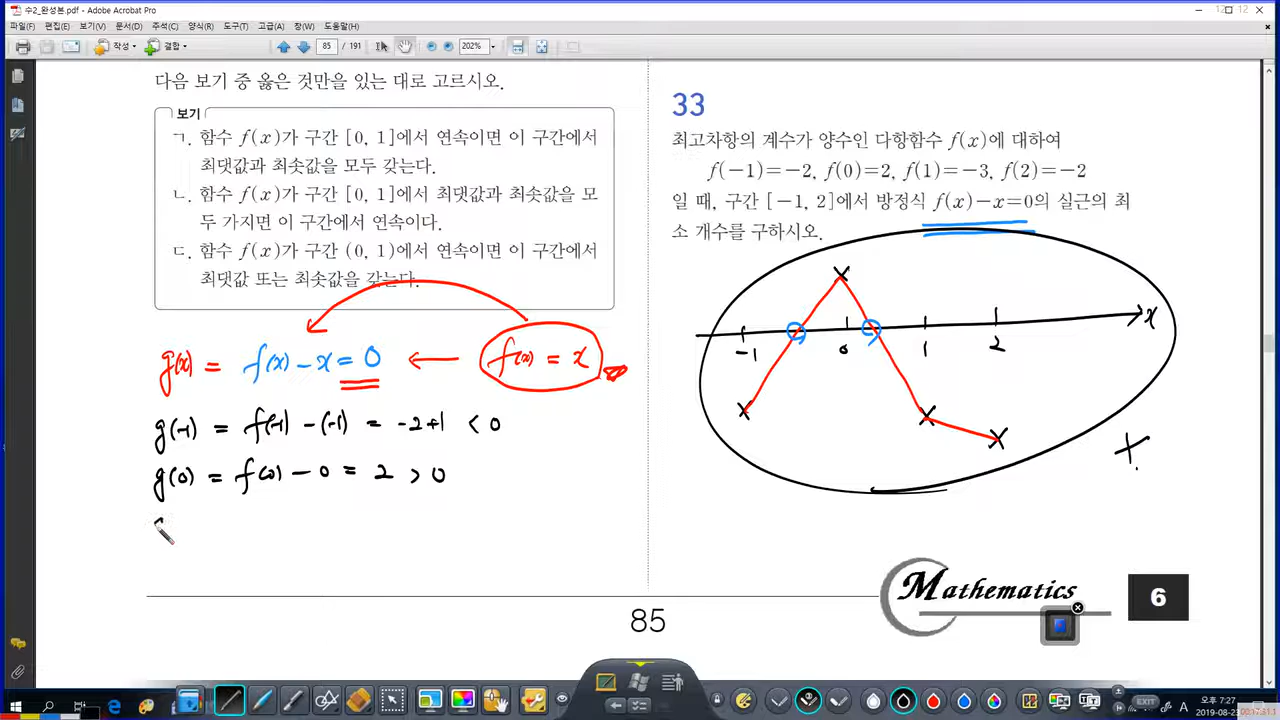 수2_완성본.pdf - Adobe Acrobat Pro
파일(F) 편집(E) 보기(V) 문서(D) 주석(C) 양식(R) 도구(T) 고급(A) 창(W) 도움말(H)
작성 결합 85 / 191 202%
다음 보기 중 옳은 것만을 있는 대로 고르시오.
보기
ㄱ. 함수 f(x)가 구간 [0, 1]에서 연속이면 이 구간에서
최댓값과 최솟값을 모두 갖는다.
ㄴ. 함수 f(x)가 구간 [0, 1]에서 최댓값과 최솟값을 모
두 가지면 이 구간에서 연속이다.
ㄷ. 함수 f(x)가 구간 (0, 1)에서 연속이면 이 구간에서
최댓값 또는 최솟값을 갖는다.
g(x) = f(x) - x = 0 ← f(x) = x
g(-1) = f(-1) - (-1) = -2+1 < 0
g(0) = f(0) - 0 = 2 > 0
33
최고차항의 계수가 양수인 다항함수 f(x)에 대하여
f(-1)=-2, f(0)=2, f(1)=-3, f(2)=-2
일 때, 구간 [-1, 2]에서 방정식 f(x)-x=0의 실근의 최
소 개수를 구하시오.
-1 0 1 2 x
Mathematics 6
85
EXIT A 오후 7:27